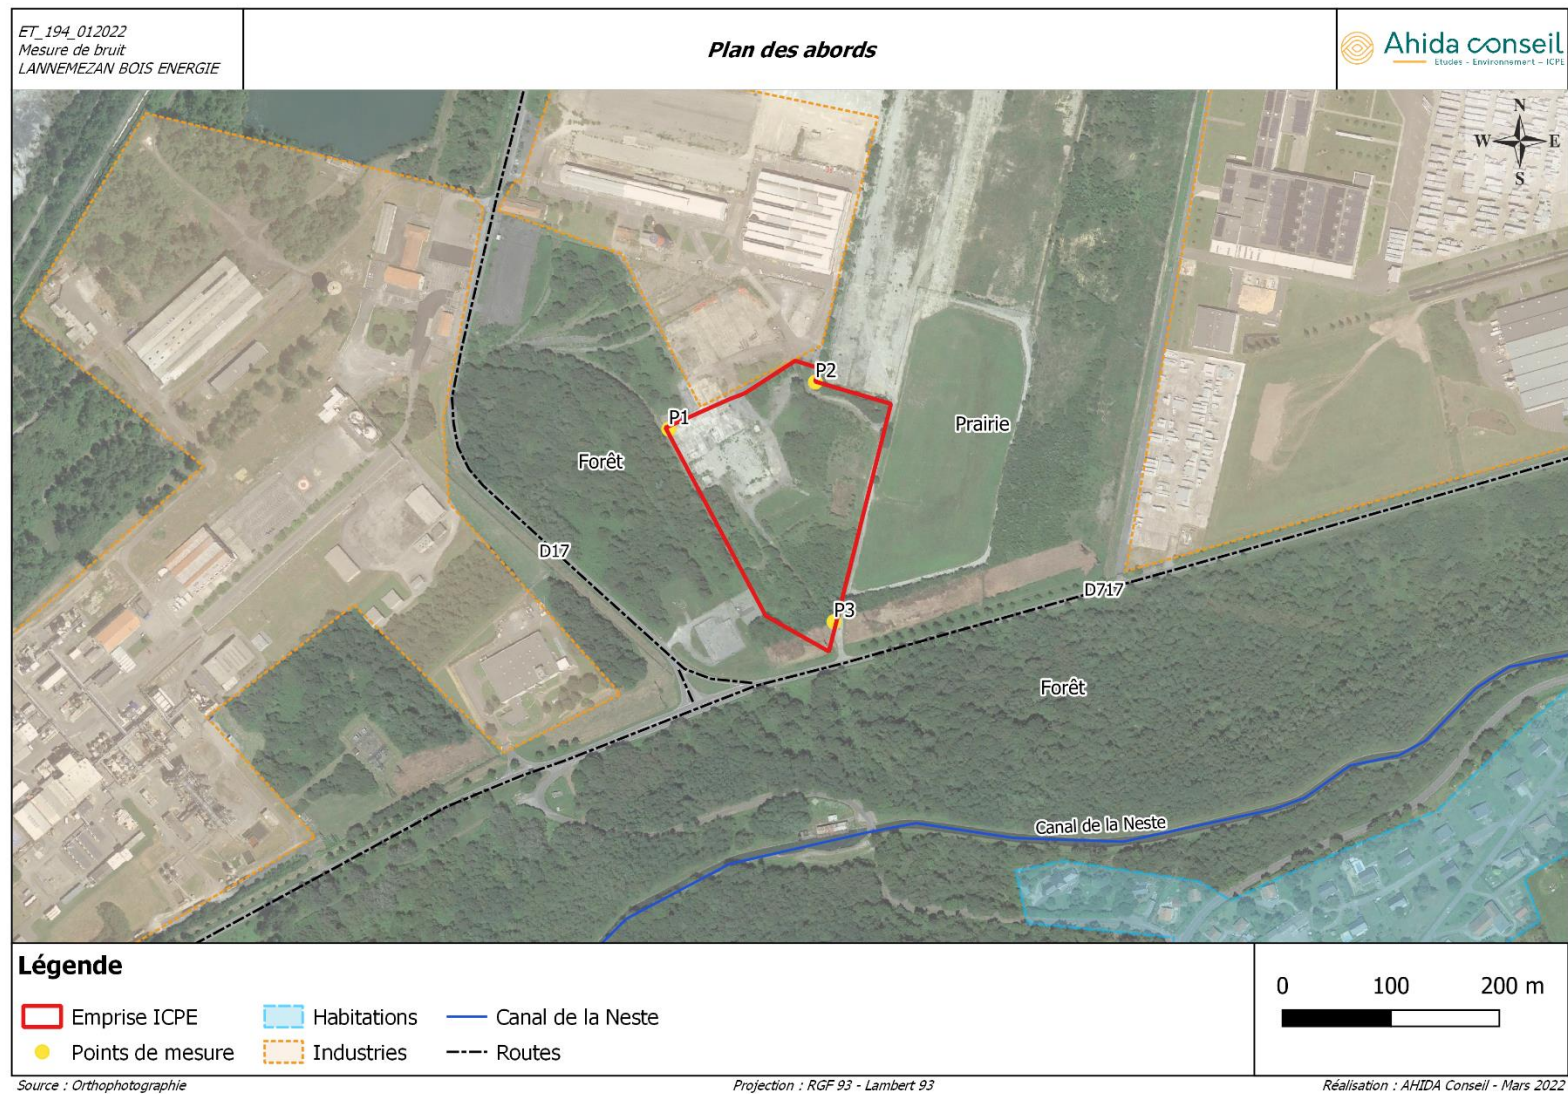 ET_194_012022
Mesure de bruit
LANNEMEZAN BOIS ENERGIE
Plan des abords
Ahida conseil
Etudes - Environnement - ICPE
N
W E
S
P2
P1
Prairie
Forêt
D17
D717
P3
Forêt
Canal de la Neste
Légende
Emprise ICPE
Habitations
Canal de la Neste
Points de mesure
Industries
Routes
0 100 200 m
Source : Orthophotographie
Projection : RGF 93 - Lambert 93
Réalisation : AHIDA Conseil - Mars 2022